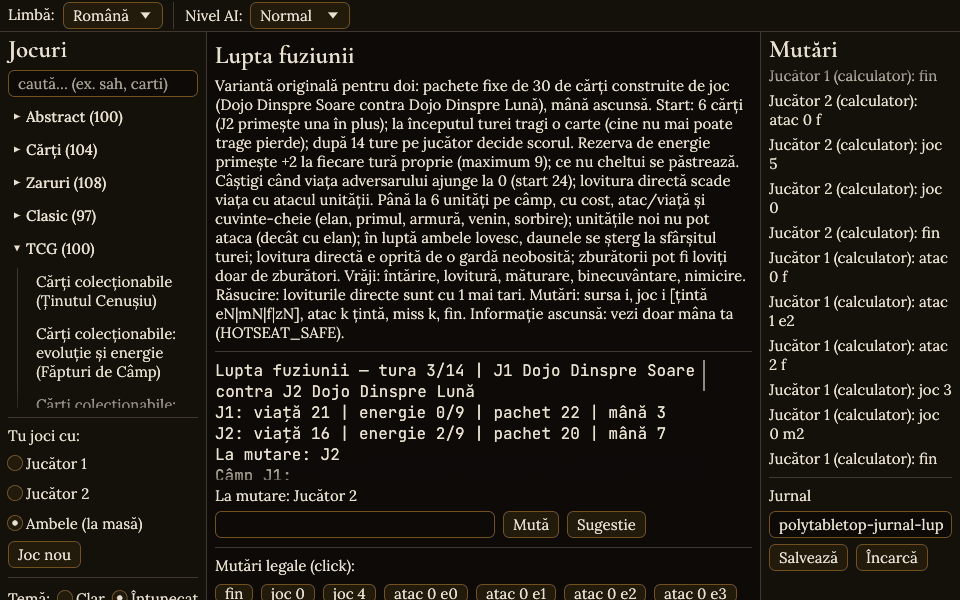 Limbă: Română ▼ Nivel AI: Normal ▼
Jocuri
caută... (ex. sah, carti)
▸ Abstract (100)
▸ Cărți (104)
▸ Zaruri (108)
▸ Clasic (97)
▾ TCG (100)
Cărți colecționabile
(Ținutul Cenușiu)
Cărți colecționabile:
evoluție și energie
(Făpturi de Câmp)
Cărți colecționabile:
Tu joci cu:
Jucător 1
Jucător 2
Ambele (la masă)
Joc nou
Temă: Clar Întunecat
Lupta fuziunii
Variantă originală pentru doi: pachete fixe de 30 de cărți construite de joc
(Dojo Dinspre Soare contra Dojo Dinspre Lună), mână ascunsă. Start: 6 cărți
(J2 primește una în plus); la începutul turei tragi o carte (cine nu mai poate
trage pierde); după 14 ture pe jucător decide scorul. Rezerva de energie
primește +2 la fiecare tură proprie (maximum 9); ce nu cheltui se păstrează.
Câștigi când viața adversarului ajunge la 0 (start 24); lovitura directă scade
viața cu atacul unității. Până la 6 unități pe câmp, cu cost, atac/viață și
cuvinte-cheie (elan, primul, armură, venin, sorbire); unitățile noi nu pot
ataca (decât cu elan); în luptă ambele lovesc, daunele se șterg la sfârșitul
turei; lovitura directă e oprită de o gardă neobosită; zburătorii pot fi loviți
doar de zburători. Vrăji: întărire, lovitură, măturare, binecuvântare, nimicire.
Răsucire: loviturile directe sunt cu 1 mai tari. Mutări: sursa i, joc i [țintă
eN|mN|f|zN], atac k țintă, miss k, fin. Informație ascunsă: vezi doar mâna ta
(HOTSEAT_SAFE).
Lupta fuziunii — tura 3/14 | J1 Dojo Dinspre Soare
contra J2 Dojo Dinspre Lună
J1: viață 21 | energie 0/9 | pachet 22 | mână 3
J2: viață 16 | energie 2/9 | pachet 20 | mână 7
La mutare: J2
Câmp J1:
La mutare: Jucător 2
Mută Sugestie
Mutări legale (click):
fin joc 0 joc 4 atac 0 e0 atac 0 e1 atac 0 e2 atac 0 e3
Mutări
Jucător 1 (calculator): fin
Jucător 2 (calculator):
atac 0 f
Jucător 2 (calculator): joc
5
Jucător 2 (calculator): joc
0
Jucător 2 (calculator): fin
Jucător 1 (calculator): atac
0 f
Jucător 1 (calculator): atac
1 e2
Jucător 1 (calculator): atac
2 f
Jucător 1 (calculator): joc 3
Jucător 1 (calculator): joc
0 m2
Jucător 1 (calculator): fin
Jurnal
polytabletop-jurnal-lup
Salvează Încarcă